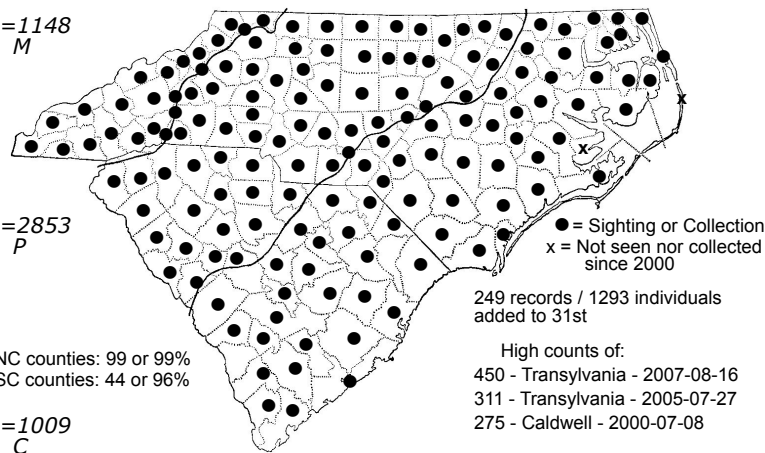 =1148
M
x
x
=2853
P
● = Sighting or Collection
x = Not seen nor collected
since 2000
249 records / 1293 individuals
added to 31st
NC counties: 99 or 99%
SC counties: 44 or 96%
High counts of:
450 - Transylvania - 2007-08-16
311 - Transylvania - 2005-07-27
275 - Caldwell - 2000-07-08
=1009
C